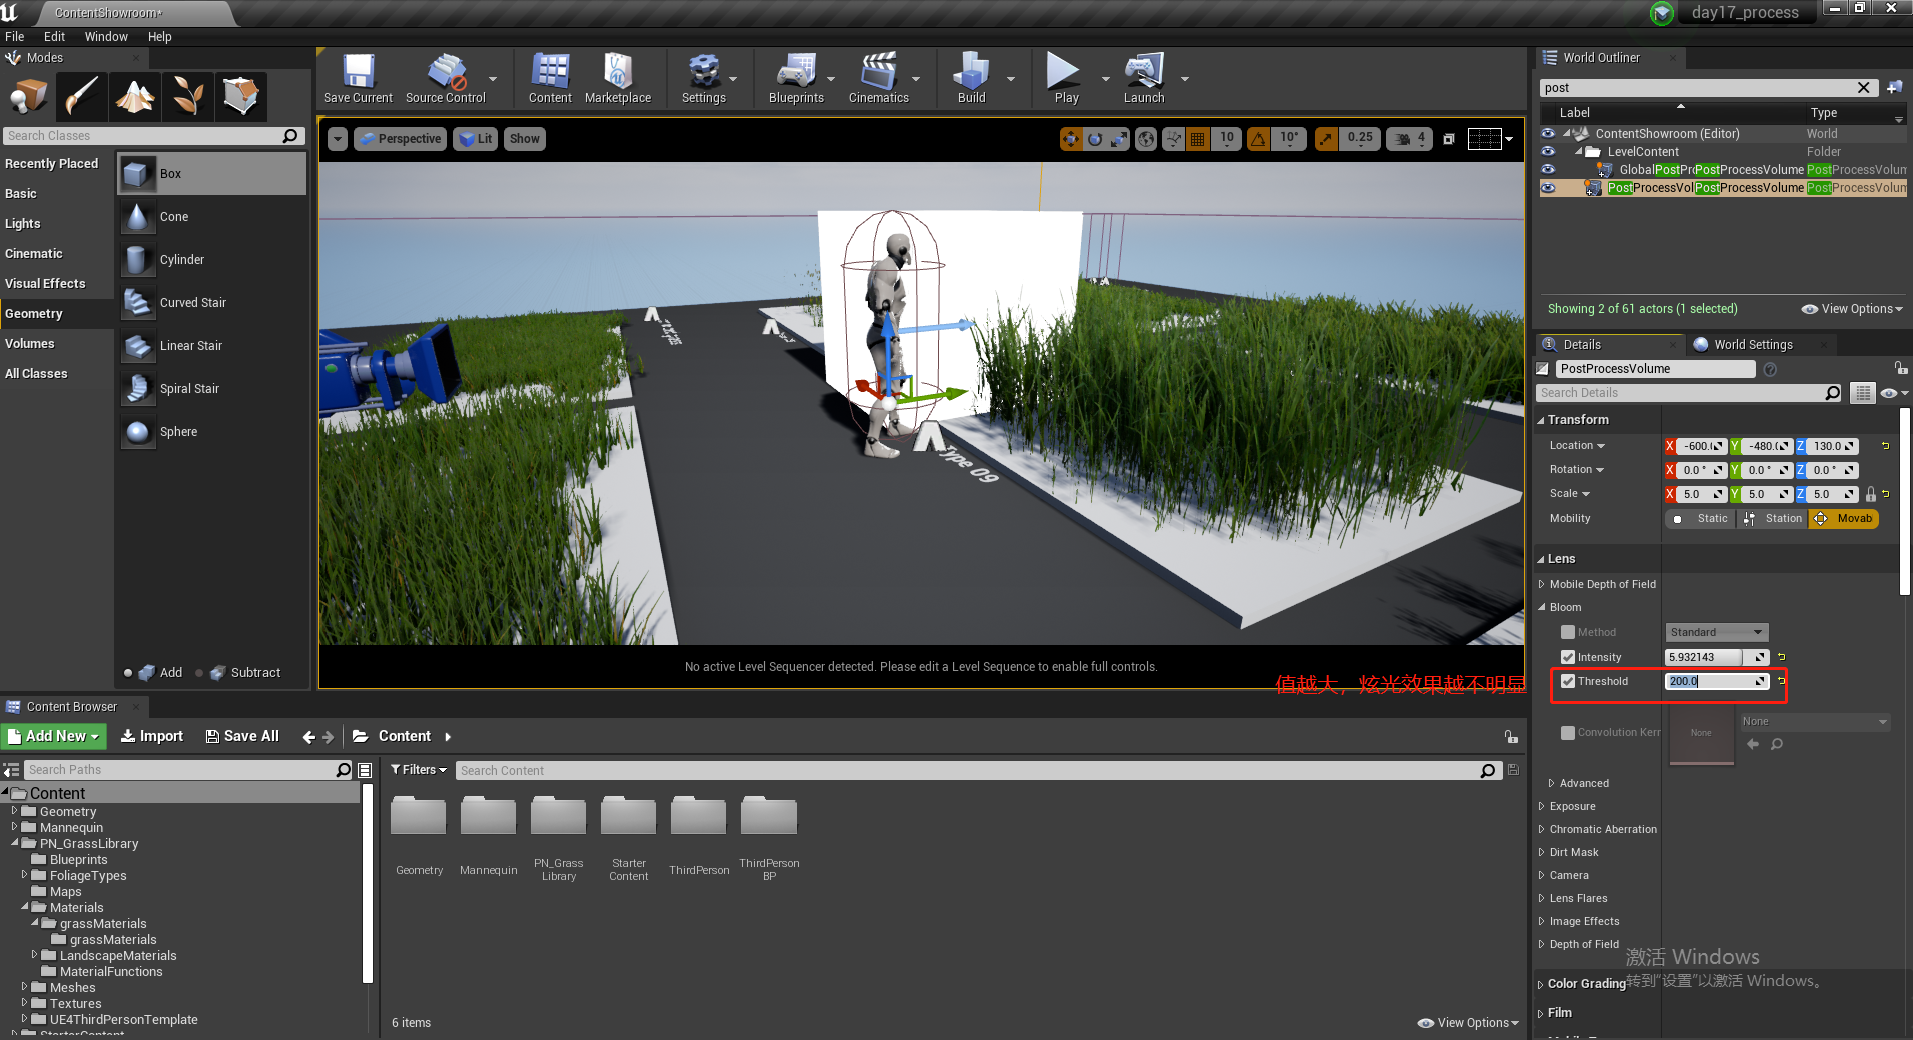 ContentShowroom*
day17_process
File Edit Window Help
Modes
Search Classes
Recently Placed
Basic
Lights
Cinematic
Visual Effects
Geometry
Volumes
All Classes
Box
Cone
Cylinder
Curved Stair
Linear Stair
Spiral Stair
Sphere
Add Subtract
Save Current Source Control Content Marketplace Settings Blueprints Cinematics Build Play Launch
Perspective Lit Show
10 10° 0.25 4
Type 09
No active Level Sequencer detected. Please edit a Level Sequence to enable full controls.
值越大，炫光效果越不明显
World Outliner
post
Label Type
ContentShowroom (Editor) World
LevelContent Folder
GlobalPostPrcPostProcessVolume PostProcessVolum
PostProcessVolPostProcessVolume PostProcessVolum
Showing 2 of 61 actors (1 selected) View Options
Details World Settings
PostProcessVolume
Search Details
Transform
Location X -600.( Y -480.( Z 130.0
Rotation X 0.0 ° Y 0.0 ° Z 0.0 °
Scale X 5.0 Y 5.0 Z 5.0
Mobility Static Station Movab
Lens
Mobile Depth of Field
Bloom
Method Standard
Intensity 5.932143
Threshold 200.0
Convolution Kerr None None
Advanced
Exposure
Chromatic Aberration
Dirt Mask
Camera
Lens Flares
Image Effects
Depth of Field
Color Grading
Film
激活 Windows
转到“设置”以激活 Windows。
Content Browser
Add New Import Save All Content
Search Paths
Content
Geometry
Mannequin
PN_GrassLibrary
Blueprints
FoliageTypes
Maps
Materials
grassMaterials
grassMaterials
LandscapeMaterials
MaterialFunctions
Meshes
Textures
UE4ThirdPersonTemplate
StarterContent
Filters Search Content
Geometry Mannequin PN_Grass Starter ThirdPerson ThirdPerson
Library Content BP
6 items View Options